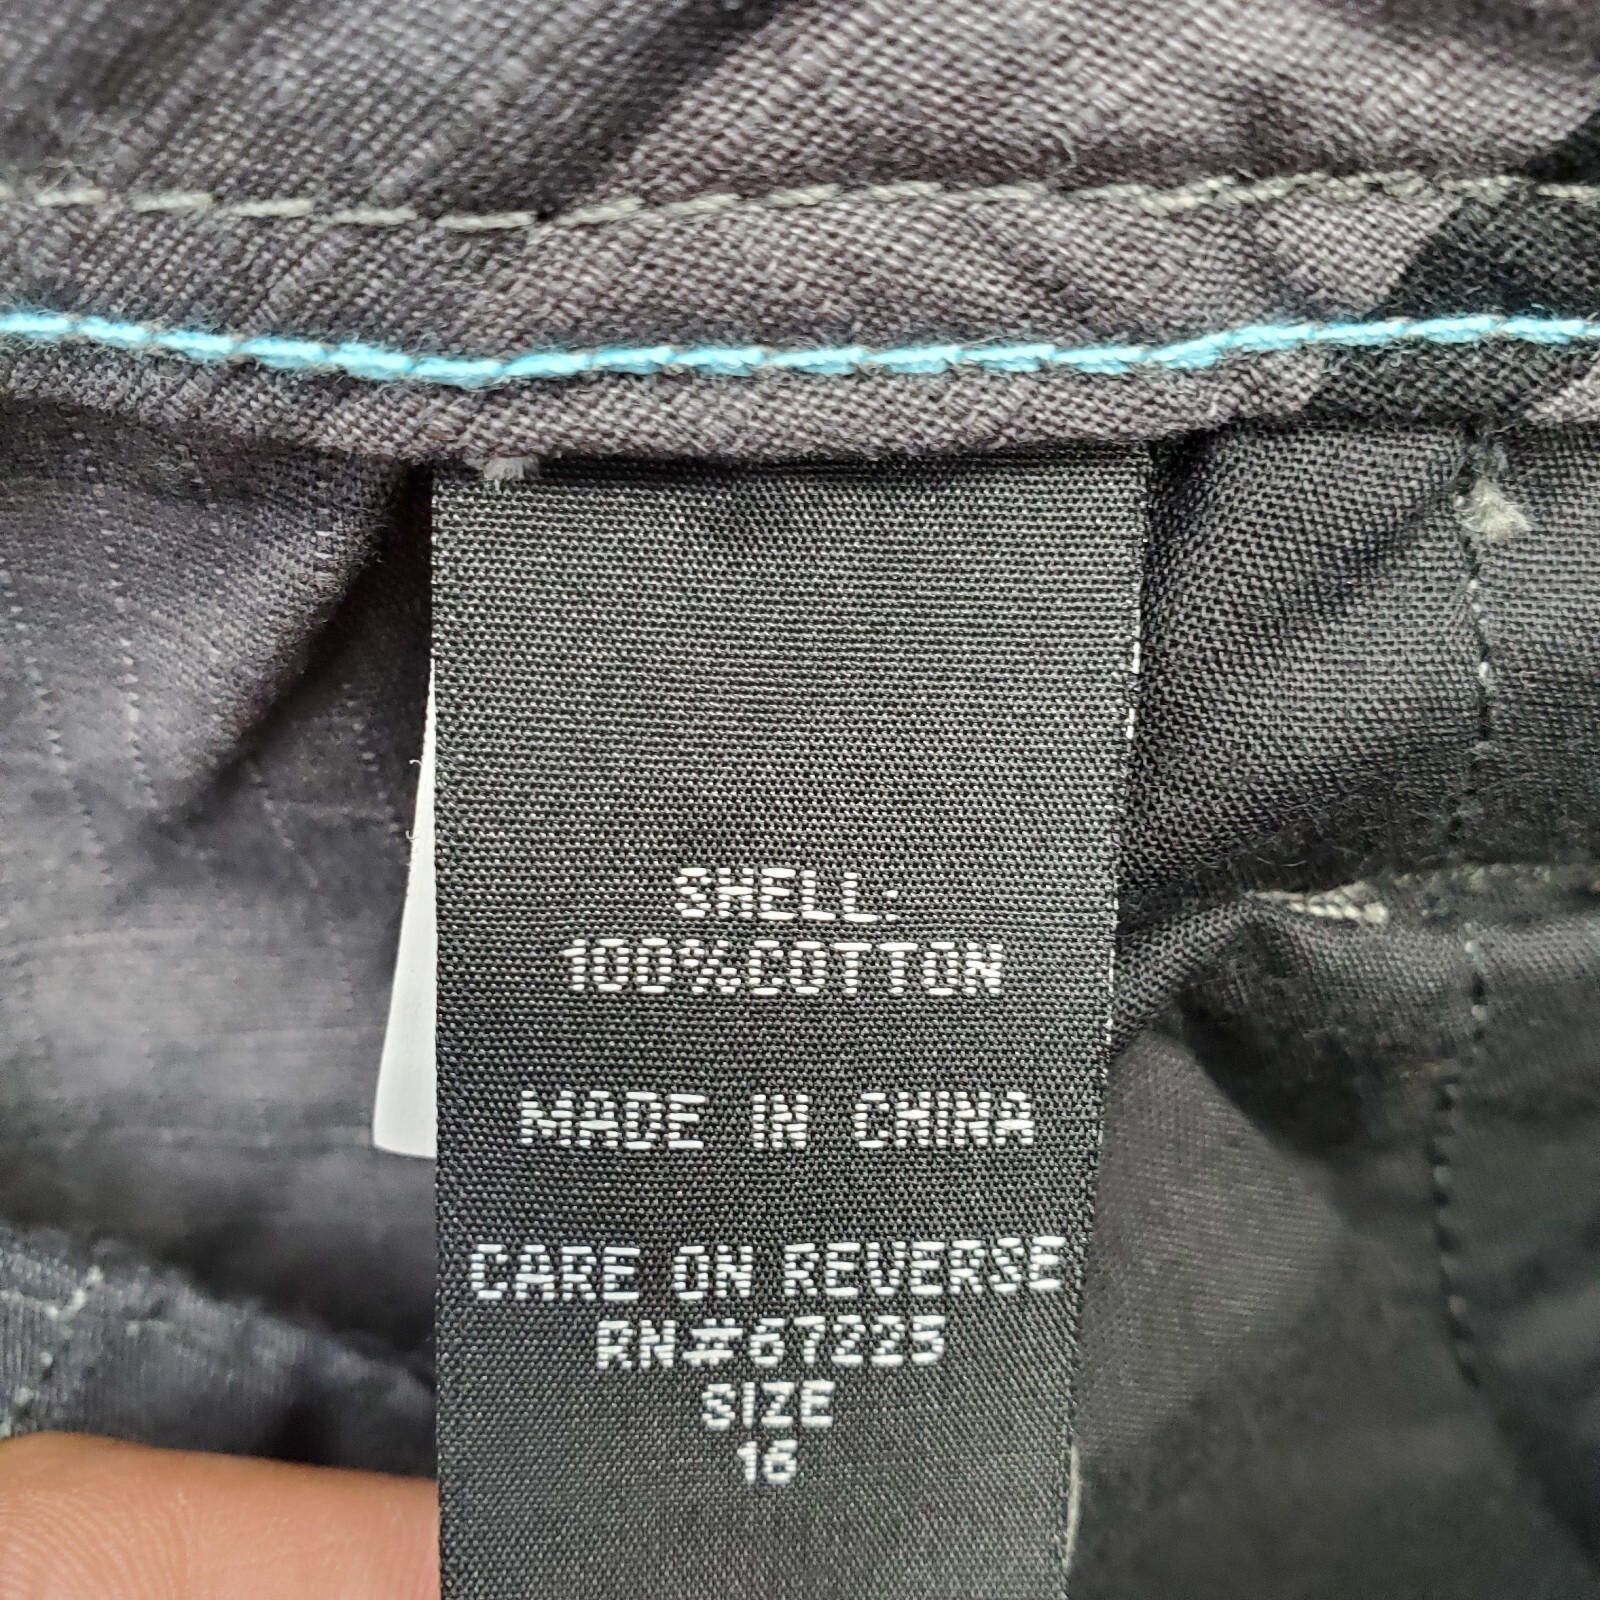 SHELL:
100%COTTON
MADE IN CHINA
CARE ON REVERSE
RN#67225
SIZE
16